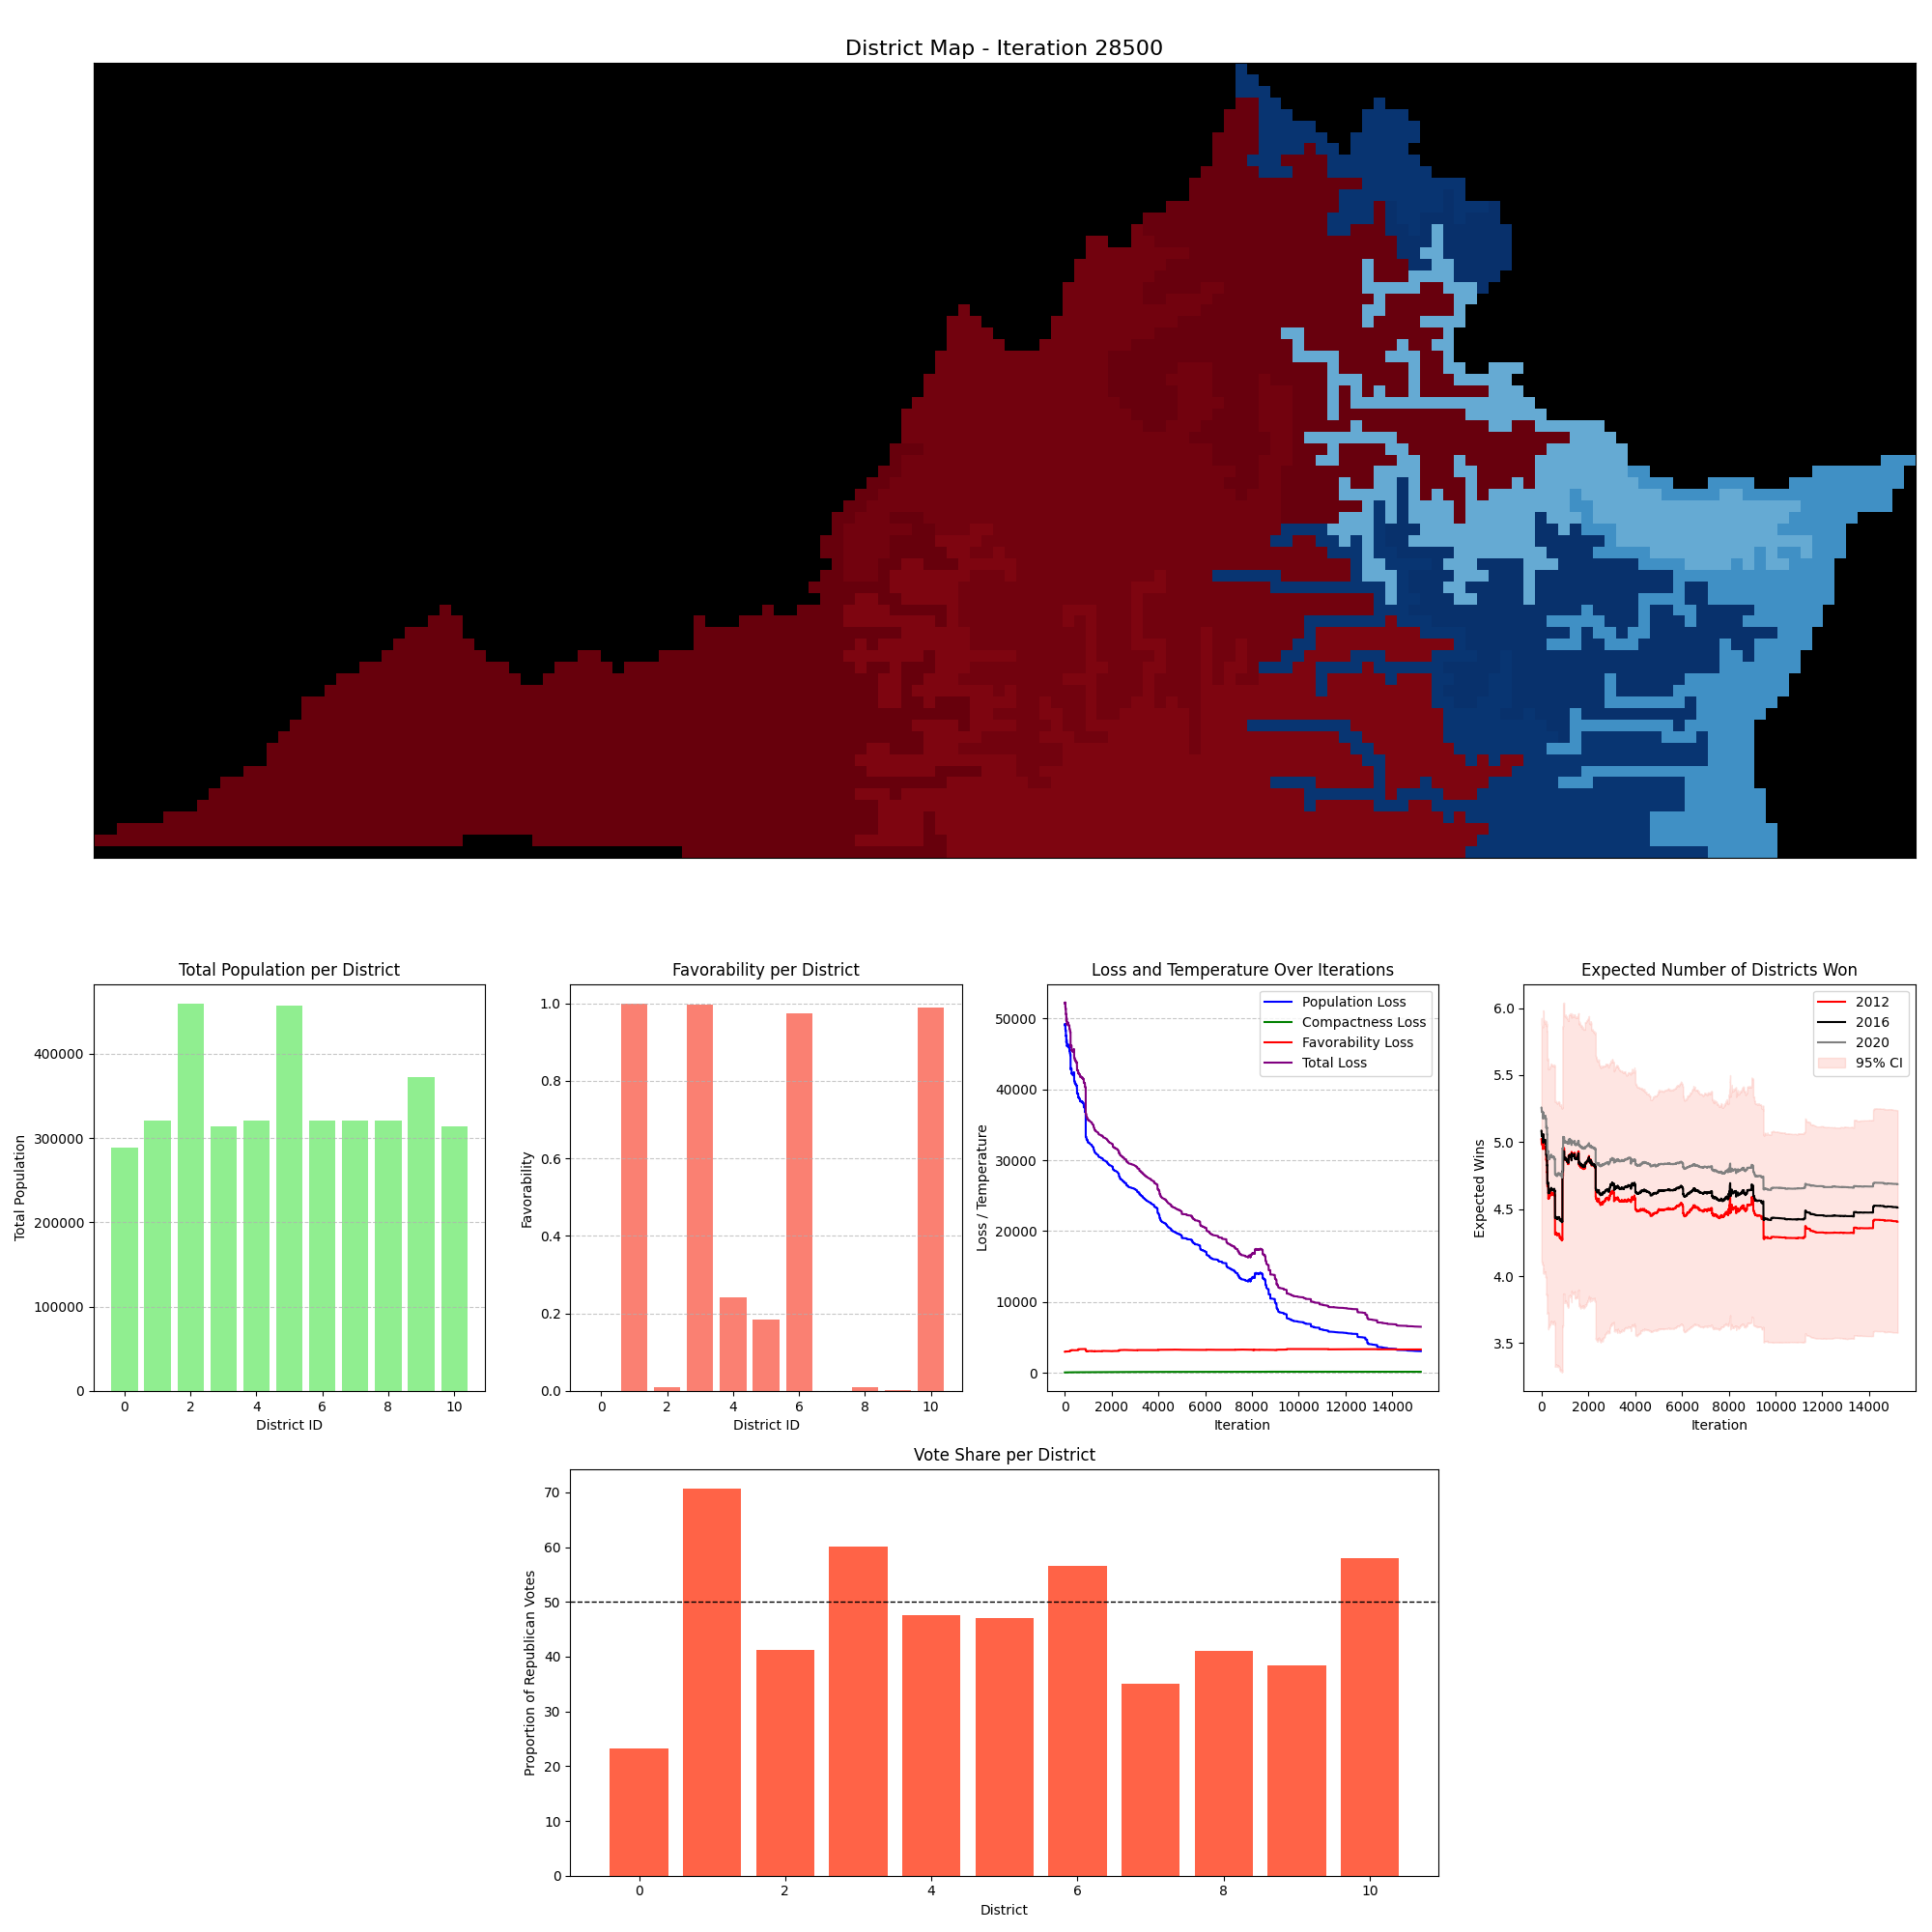 District Map - Iteration 28500
Total Population per District
Total Population
400000
300000
200000
100000
0
0 2 4 6 8 10
District ID
Favorability per District
Favorability
1.0
0.8
0.6
0.4
0.2
0.0
0 2 4 6 8 10
District ID
Loss and Temperature Over Iterations
Loss / Temperature
50000
40000
30000
20000
10000
0
Population Loss
Compactness Loss
Favorability Loss
Total Loss
0 2000 4000 6000 8000 10000 12000 14000
Iteration
Expected Number of Districts Won
Expected Wins
6.0
5.5
5.0
4.5
4.0
3.5
2012
2016
2020
95% CI
0 2000 4000 6000 8000 10000 12000 14000
Iteration
Vote Share per District
Proportion of Republican Votes
70
60
50
40
30
20
10
0
0 2 4 6 8 10
District